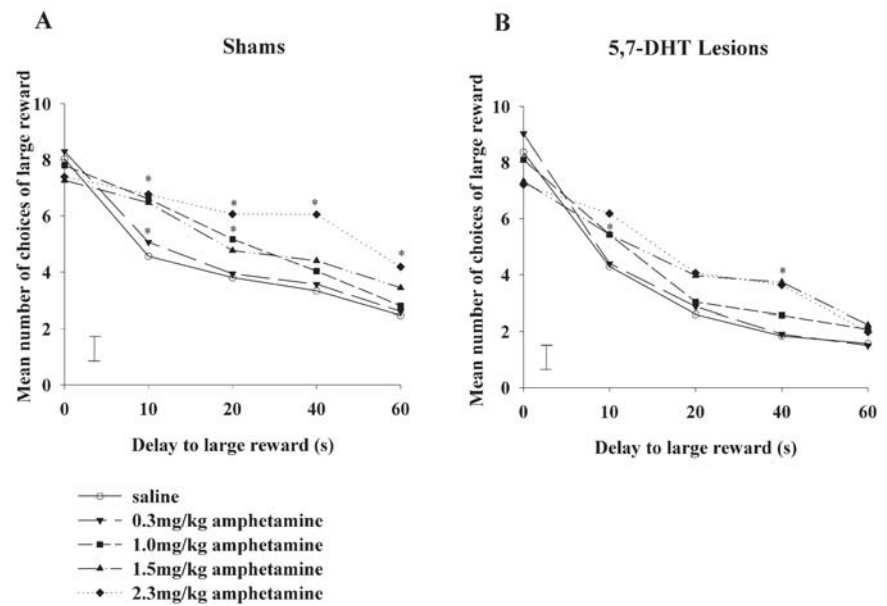 A
Shams
Mean number of choices of large reward
10
8
6
4
2
0
*
*
*
*
*
*
0 10 20 40 60
Delay to large reward (s)
B
5,7-DHT Lesions
Mean number of choices of large reward
10
8
6
4
2
0
*
*
0 10 20 40 60
Delay to large reward (s)
saline
0.3mg/kg amphetamine
1.0mg/kg amphetamine
1.5mg/kg amphetamine
2.3mg/kg amphetamine